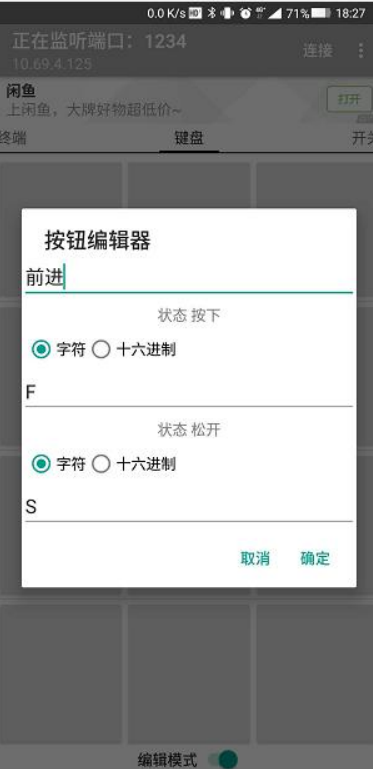 0.0 K/s HD 71% 18:27
正在监听端口：1234
连接
10.69.4.125
闲鱼
上闲鱼，大牌好物超低价~
打开
终端 键盘 开关
按钮编辑器
前进
状态 按下
字符 十六进制
F
状态 松开
字符 十六进制
S
取消 确定
编辑模式